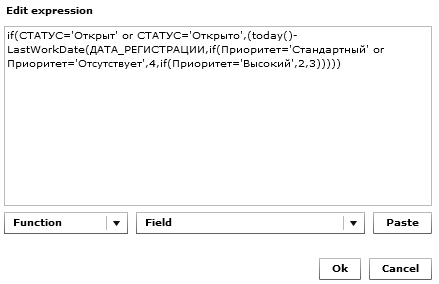 Edit expression
if(СТАТУС='Открыт' or СТАТУС='Открыто',(today()-
LastWorkDate(ДАТА_РЕГИСТРАЦИИ,if(Приоритет='Стандартный' or
Приоритет='Отсутствует',4,if(Приоритет='Высокий',2,3)))))
Function Field Paste
Ok Cancel